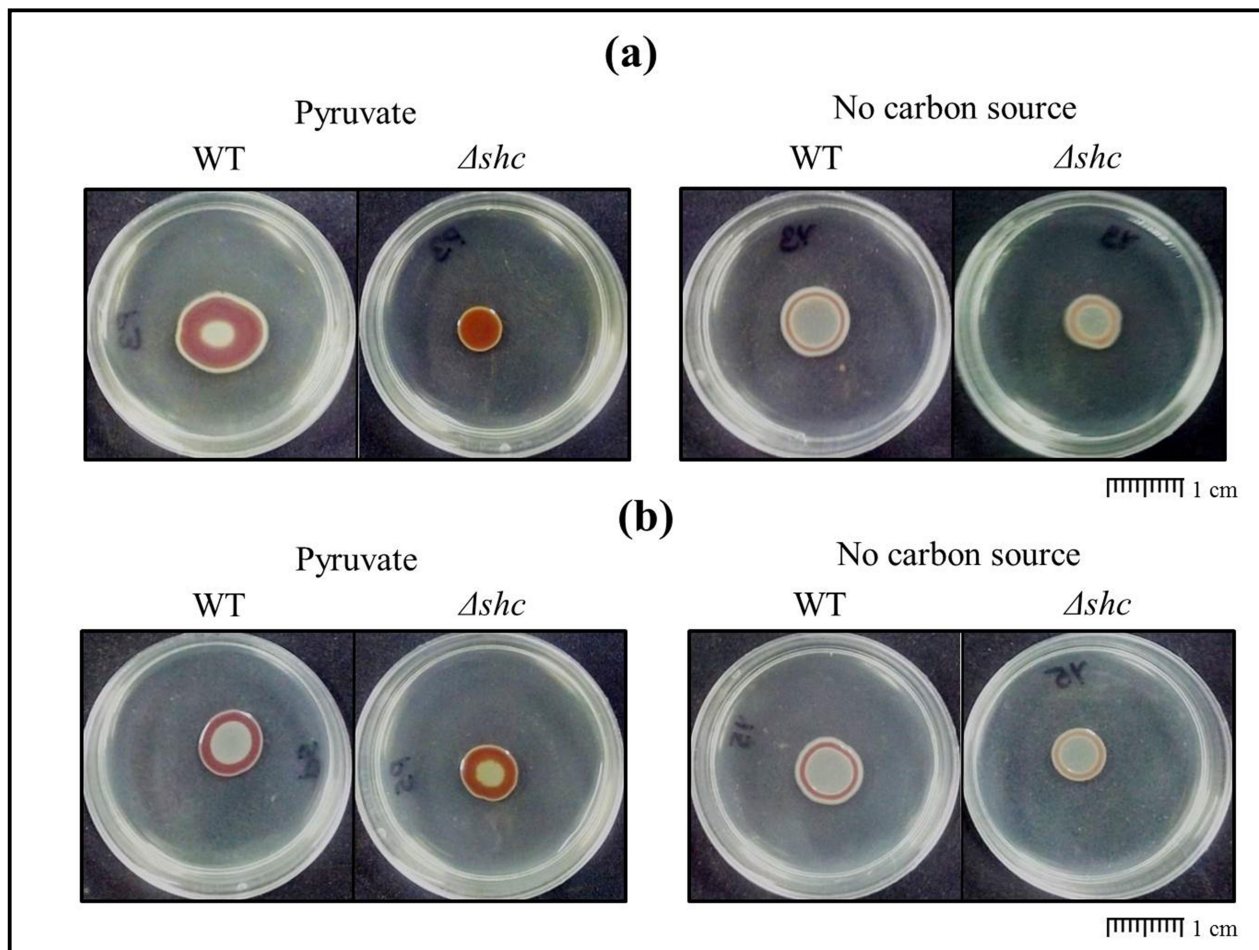 (a)
Pyruvate
No carbon source
WT
Δshc
WT
Δshc
1 cm
(b)
Pyruvate
No carbon source
WT
Δshc
WT
Δshc
1 cm